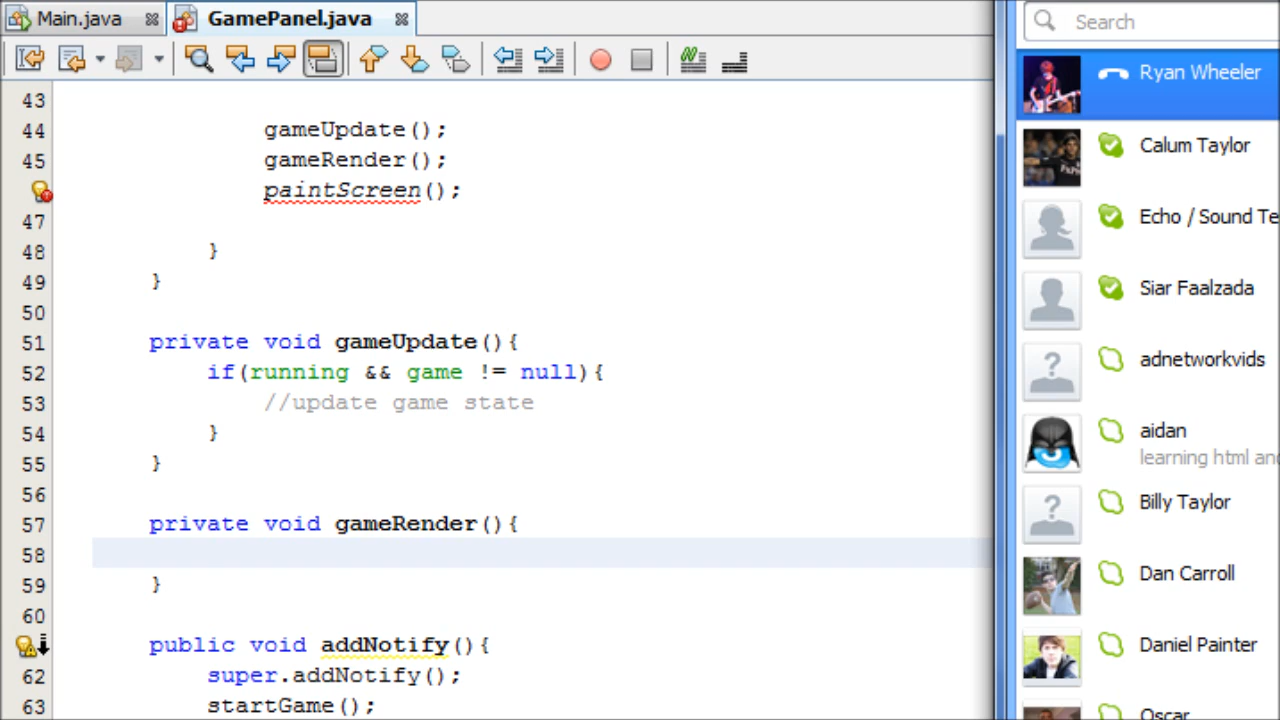 Main.java
GamePanel.java
Search
43
44 gameUpdate();
45 gameRender();
paintScreen();
47
48 }
49 }
50
51 private void gameUpdate(){
52 if(running && game != null){
53 //update game state
54 }
55 }
56
57 private void gameRender(){
58
59 }
60
public void addNotify(){
62 super.addNotify();
63 startGame();
Ryan Wheeler
Calum Taylor
Echo / Sound Te
Siar Faalzada
adnetworkvids
aidan
learning html and
Billy Taylor
Dan Carroll
Daniel Painter
Oscar